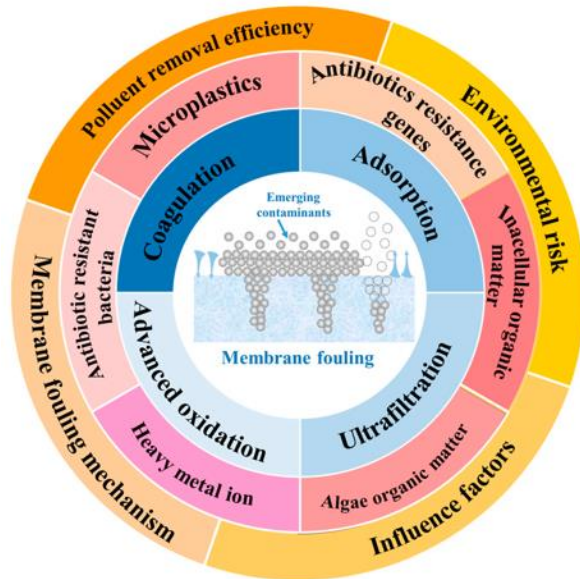 Pollutent removal efficiency
Environmental risk
Microplastics
Antibiotics resistance
genes
Coagulation
Adsorption
Emerging
contaminants
Inacellular organic
matter
Antibiotic resistant
bacteria
Membrane fouling
Membrane fouling mechanism
Advanced oxidation
Ultrafiltration
Heavy metal ion
Algae organic matter
Influence factors